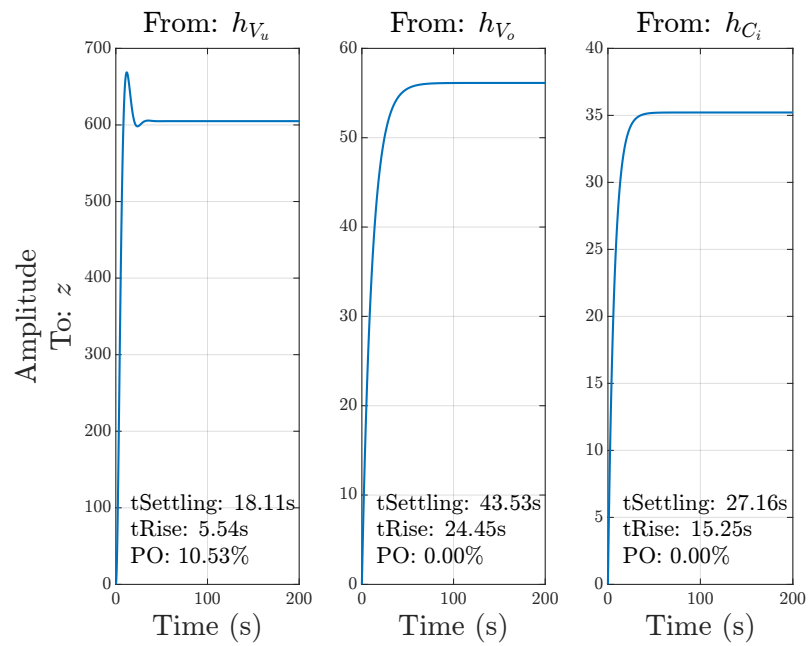 From: h_{V_u}
From: h_{V_o}
From: h_{C_i}
Amplitude
To: z
700
600
500
400
300
200
100
0
60
50
40
30
20
10
0
40
35
30
25
20
15
10
5
0
tSettling: 18.11s
tRise: 5.54s
PO: 10.53%
tSettling: 43.53s
tRise: 24.45s
PO: 0.00%
tSettling: 27.16s
tRise: 15.25s
PO: 0.00%
0 100 200
0 100 200
0 100 200
Time (s)
Time (s)
Time (s)